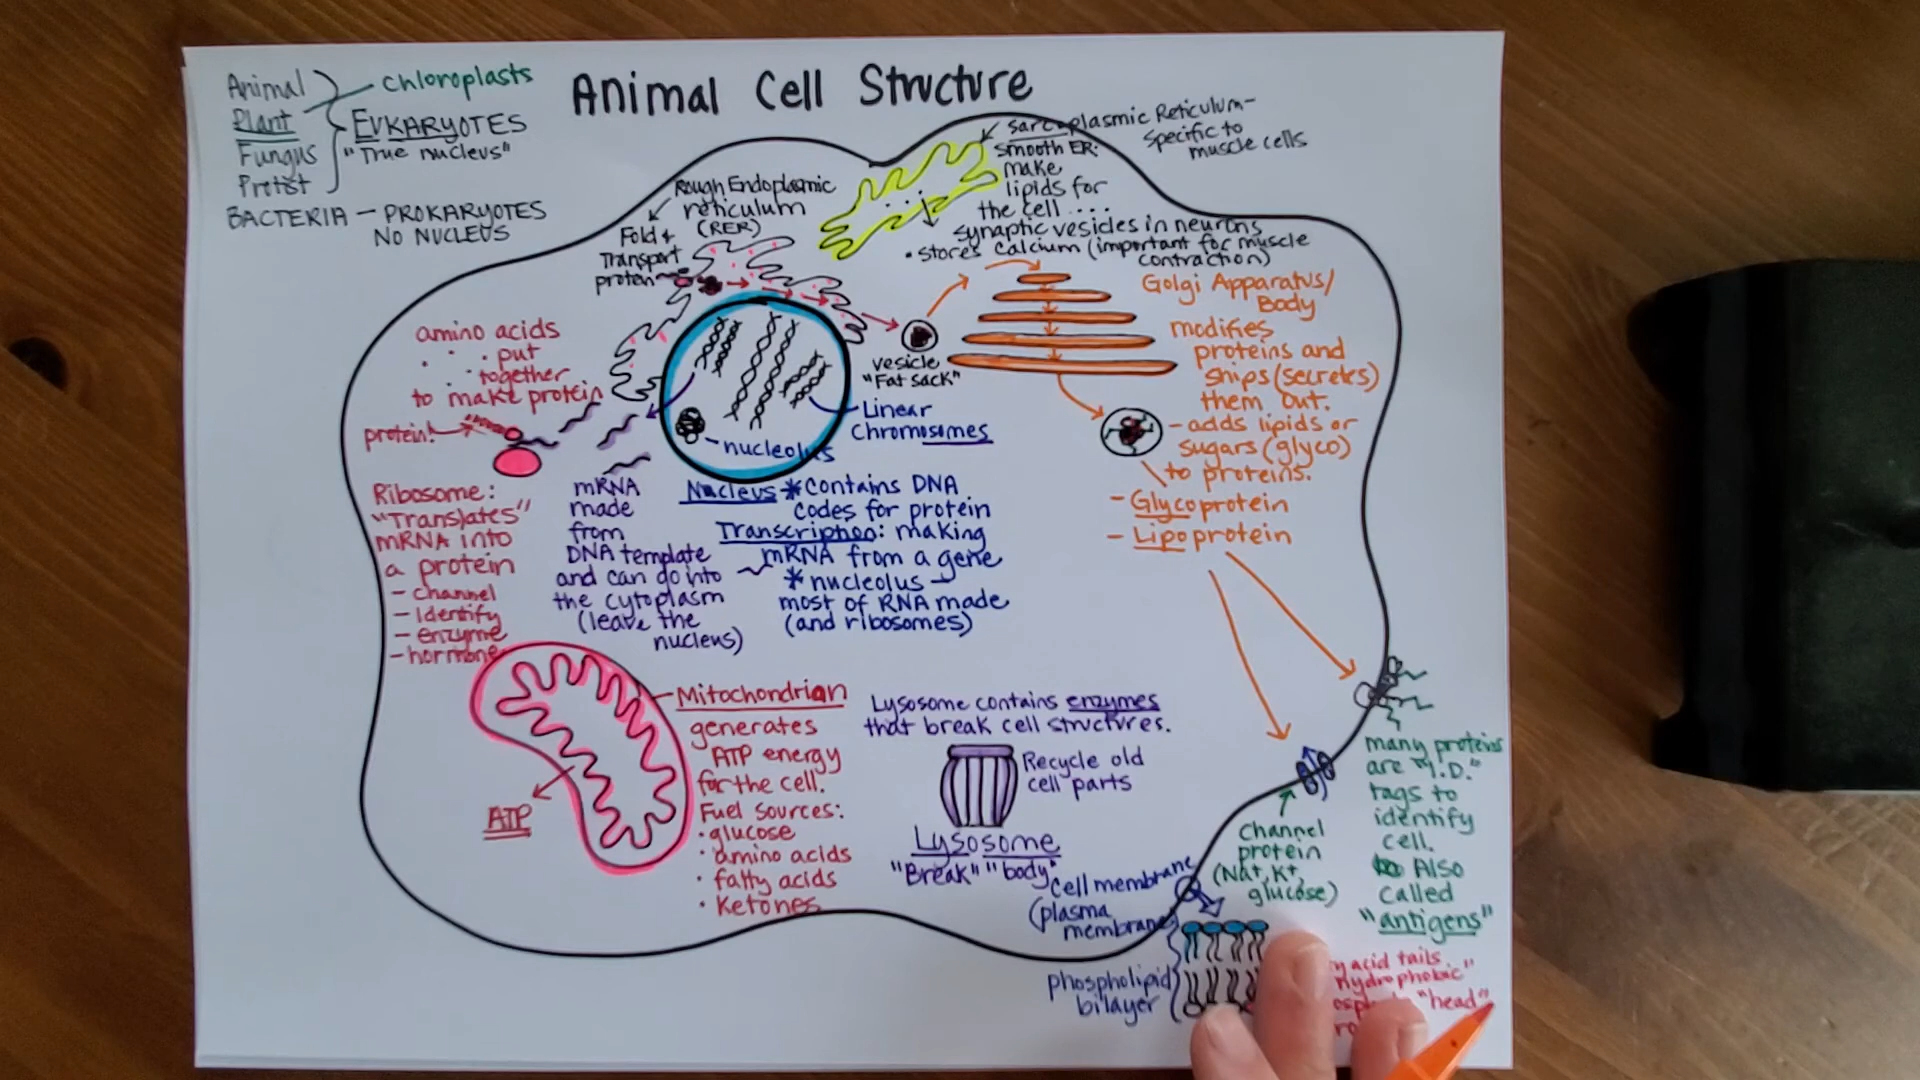 Animal
Plant
Fungus
Protist
chloroplasts
EUKARYOTES
"True nucleus"
BACTERIA - PROKARYOTES
NO NUCLEUS
Animal Cell Structure
Sarcoplasmic Reticulum-
Specific to
muscle cells
smooth ER:
make
lipids for
the cell ....
synaptic vesicles in neurons
• stores calcium (important for muscle
contraction)
Rough Endoplasmic
reticulum
(RER)
Fold &
Transport
protein
amino acids
put
together
to make protein
protein!
Ribosome:
"Translates"
mRNA into
a protein
- channel
- Identify
- enzyme
- hormone
mRNA
made
from
DNA template
and can go into
the cytoplasm
(leave the
nucleus)
nucleolus
Linear
Chromosomes
vesicle
"Fat sack"
Nucleus * Contains DNA
codes for protein
Transcription: making
mRNA from a gene
* nucleolus -
most of RNA made
(and ribosomes)
Golgi Apparatus/
Body
modifies
proteins and
ships (secretes)
them out.
- adds lipids or
sugars (glyco)
to proteins.
- Glycoprotein
- Lipoprotein
Mitochondrian
generates
ATP energy
for the cell.
Fuel sources:
• glucose
• amino acids
• fatty acids
• Ketones
ATP
Lysosome contains enzymes
that break cell structures.
Recycle old
cell parts
Lysosome
"Break" "body"
Cell membrane
(plasma
membrane)
phospholipid
bilayer
Channel
protein
(Na+, K+,
glucose)
many proteins
are "I.D."
tags to
identify
cell.
Also
called
"antigens"
acid tails
hydrophobic"
"head"